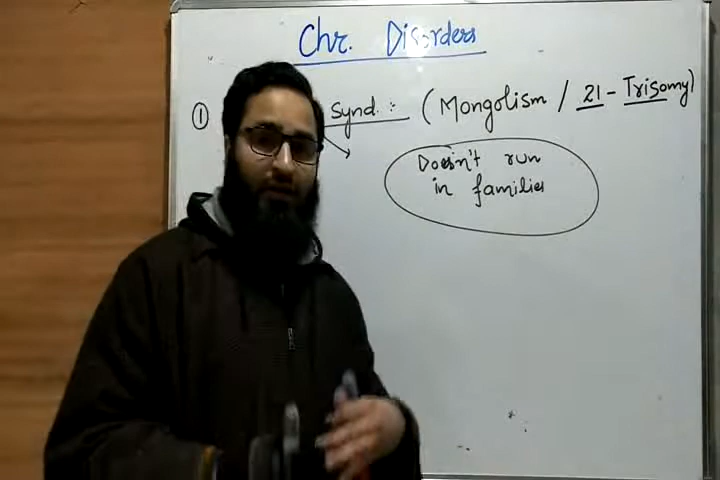 Chr. Disorders
① Synd. :- (Mongolism / 21 - Trisomy)
Doesn't run
in families